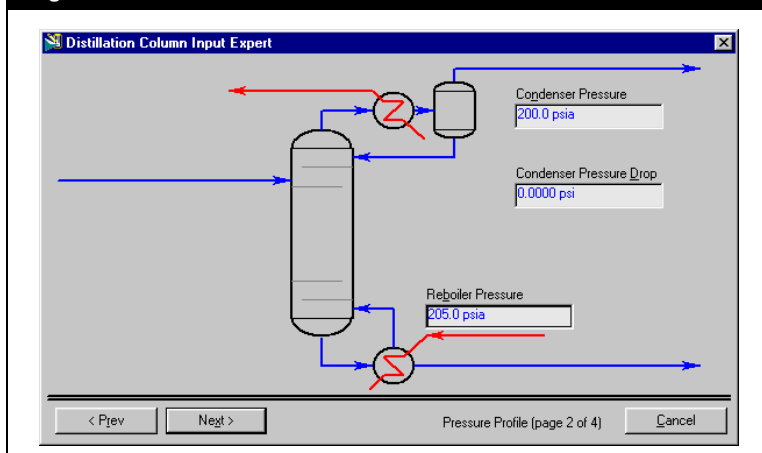 Distillation Column Input Expert
Condenser Pressure
200.0 psia
Condenser Pressure Drop
0.0000 psi
Reboiler Pressure
205.0 psia
< Prev
Next >
Pressure Profile (page 2 of 4)
Cancel